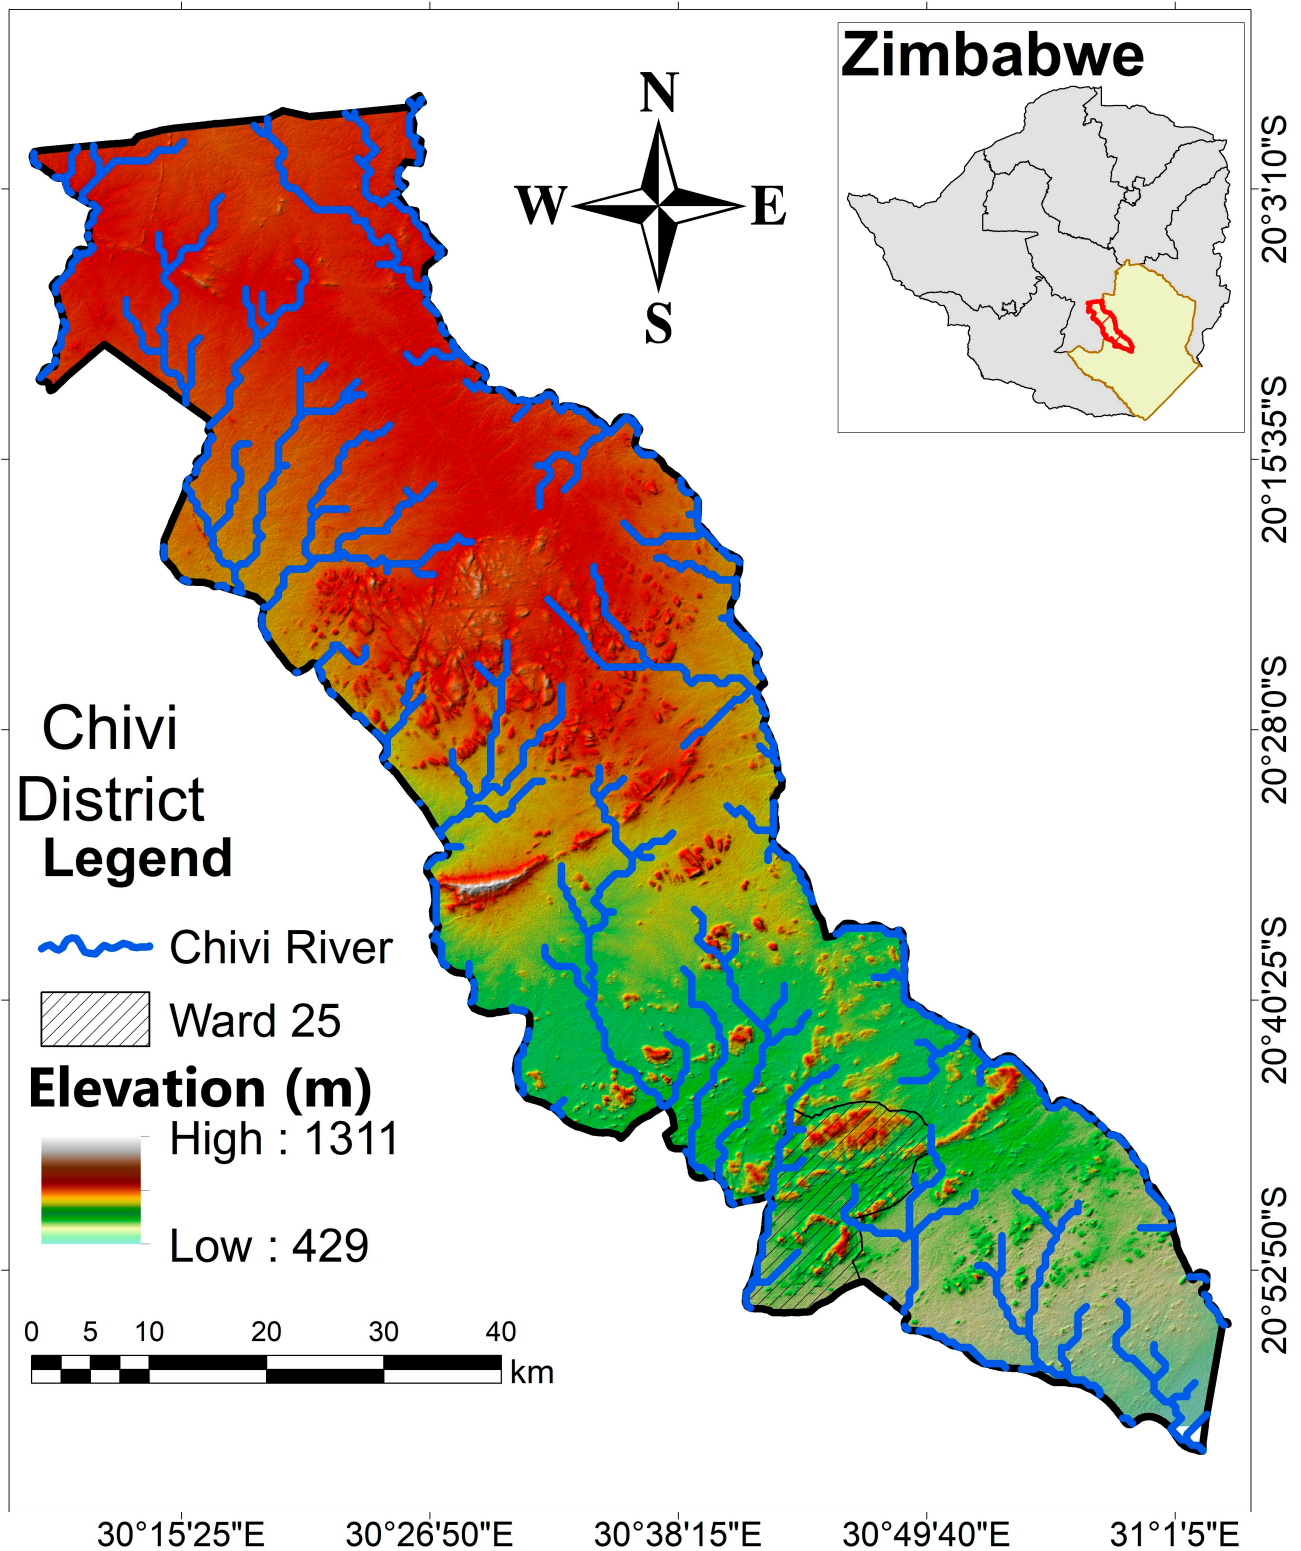 Zimbabwe
N
W
E
S
20°3'10"S
20°15'35"S
20°28'0"S
20°40'25"S
20°52'50"S
Chivi
District
Legend
Chivi River
Ward 25
Elevation (m)
High : 1311
Low : 429
0 5 10 20 30 40
km
30°15'25"E 30°26'50"E 30°38'15"E 30°49'40"E 31°1'5"E